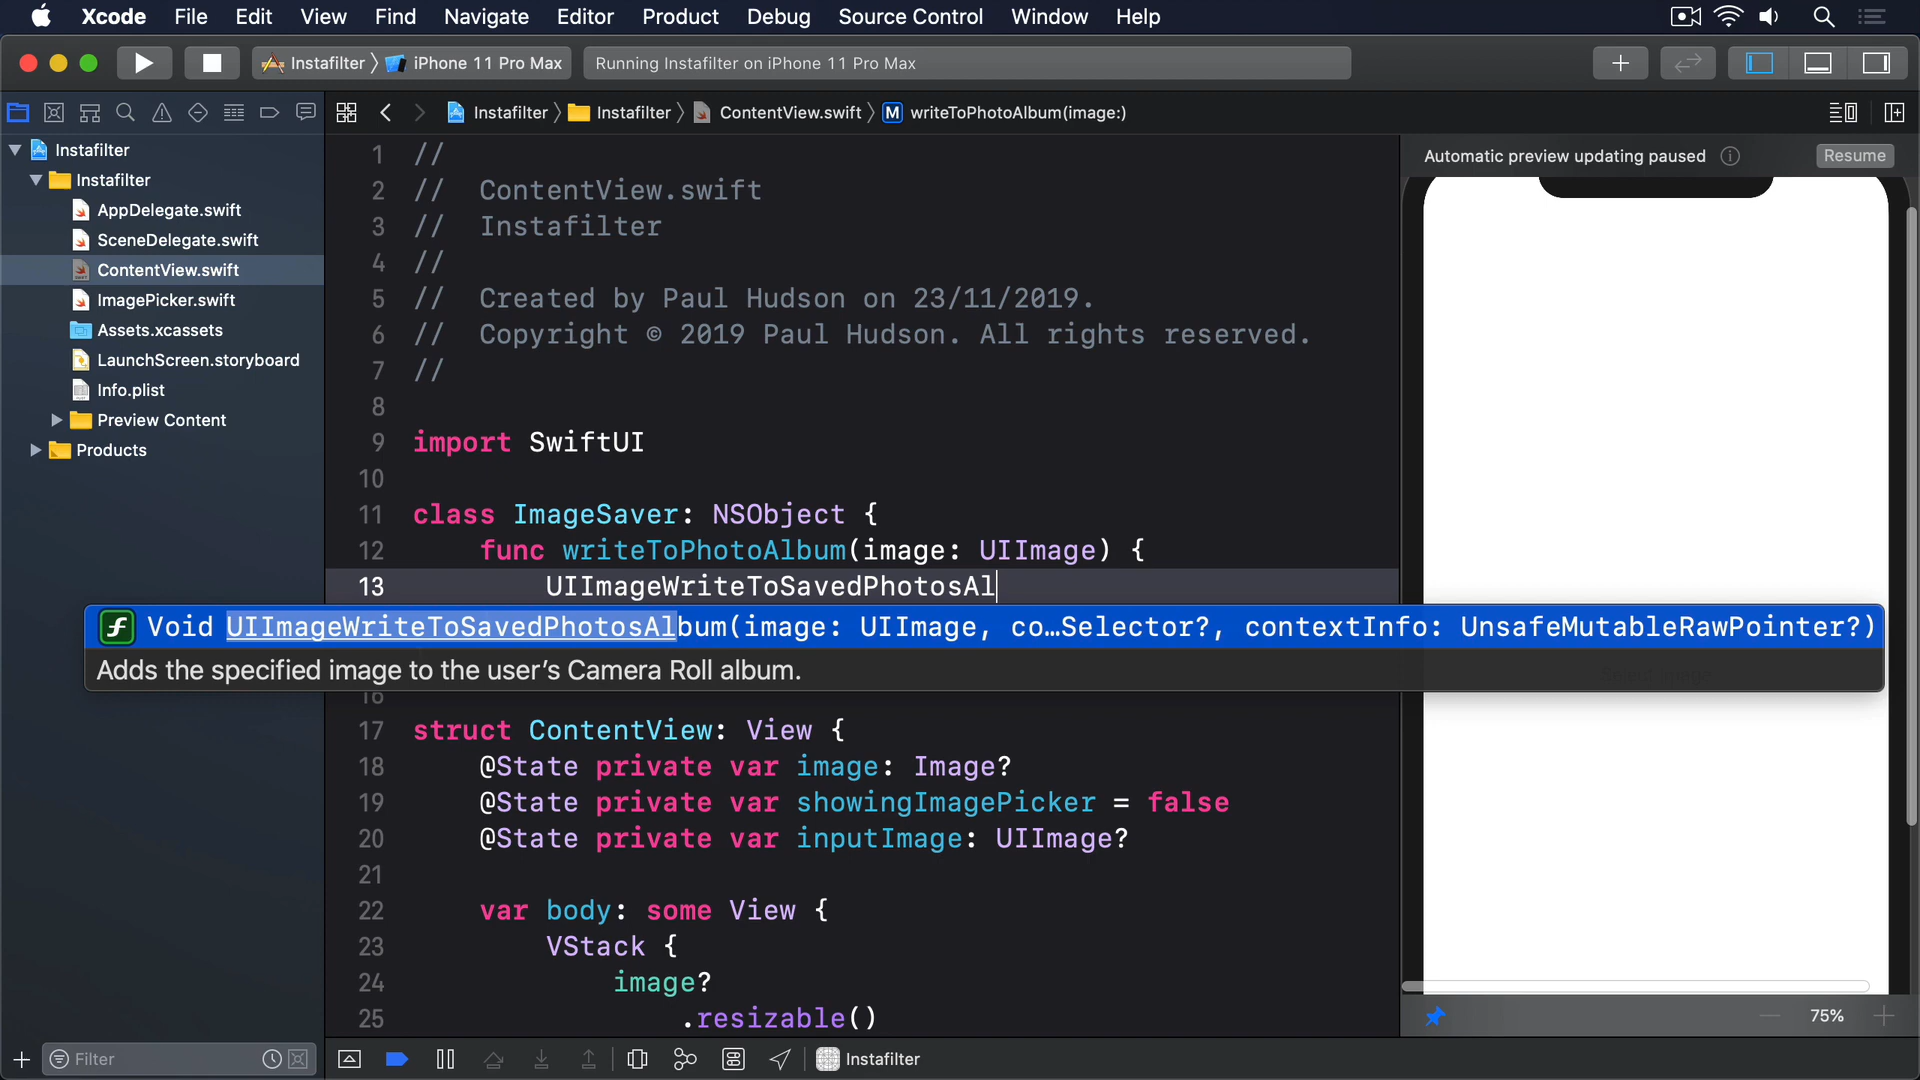 Xcode File Edit View Find Navigate Editor Product Debug Source Control Window Help
Instafilter iPhone 11 Pro Max Running Instafilter on iPhone 11 Pro Max
Instafilter Instafilter ContentView.swift M writeToPhotoAlbum(image:)
Instafilter
Instafilter
AppDelegate.swift
SceneDelegate.swift
ContentView.swift
ImagePicker.swift
Assets.xcassets
LaunchScreen.storyboard
Info.plist
Preview Content
Products
Filter
1 //
2 // ContentView.swift
3 // Instafilter
4 //
5 // Created by Paul Hudson on 23/11/2019.
6 // Copyright © 2019 Paul Hudson. All rights reserved.
7 //
8
9 import SwiftUI
10
11 class ImageSaver: NSObject {
12 func writeToPhotoAlbum(image: UIImage) {
13 UIImageWriteToSavedPhotosAl
f Void UIImageWriteToSavedPhotosAlbum(image: UIImage, co…Selector?, contextInfo: UnsafeMutableRawPointer?)
Adds the specified image to the user’s Camera Roll album.
16
17 struct ContentView: View {
18 @State private var image: Image?
19 @State private var showingImagePicker = false
20 @State private var inputImage: UIImage?
21
22 var body: some View {
23 VStack {
24 image?
25 .resizable()
Instafilter
Automatic preview updating paused Resume
75%